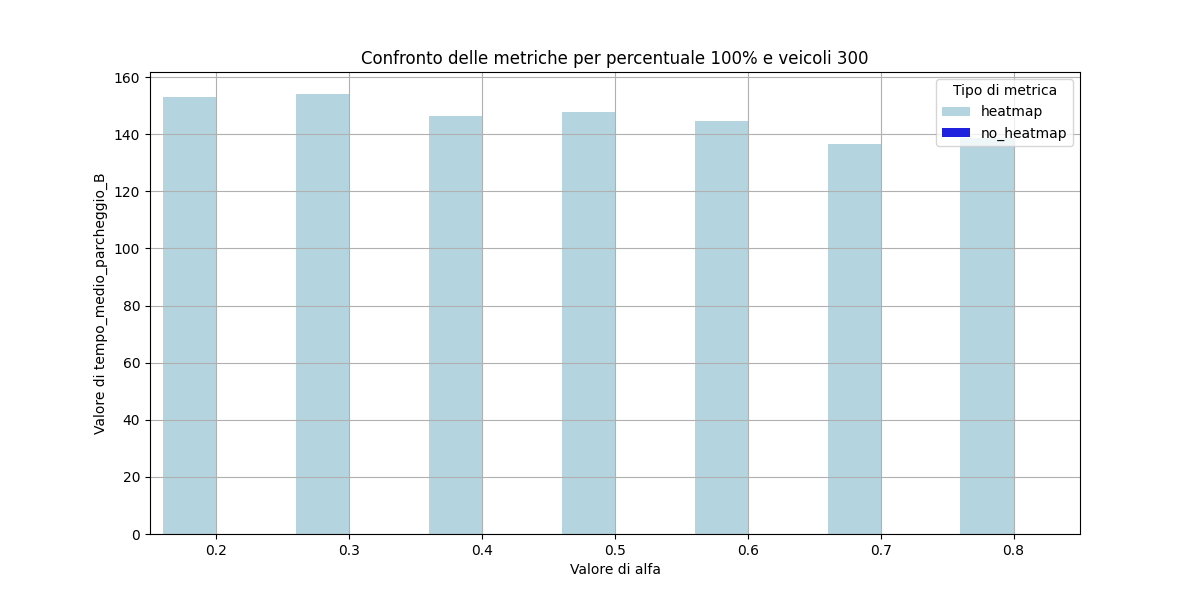 Confronto delle metriche per percentuale 100% e veicoli 300
Tipo di metrica
heatmap
no_heatmap
Valore di tempo_medio_parcheggio_B
160
140
120
100
80
60
40
20
0
0.2 0.3 0.4 0.5 0.6 0.7 0.8
Valore di alfa